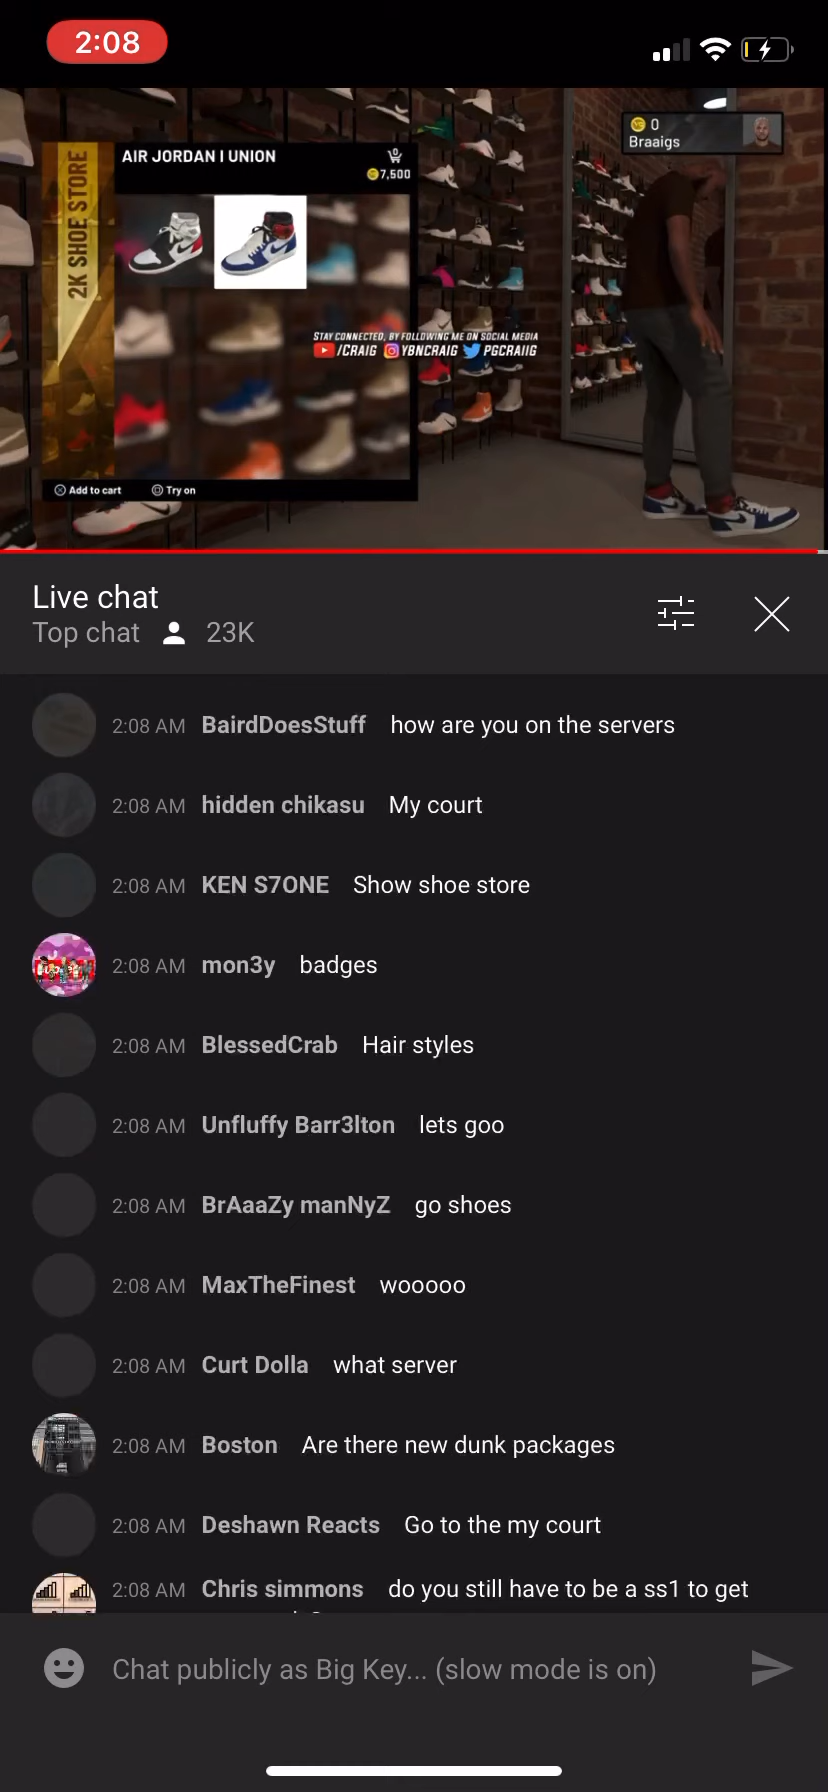 2:08
0
Braaigs
2K SHOE STORE
AIR JORDAN I UNION
0
7,500
STAY CONNECTED, BY FOLLOWING ME ON SOCIAL MEDIA
/CRAIG YBNCRAIG PGCRAIIG
Add to cart Try on
Live chat
Top chat 23K
2:08 AM BairdDoesStuff how are you on the servers
2:08 AM hidden chikasu My court
2:08 AM KEN S7ONE Show shoe store
2:08 AM mon3y badges
2:08 AM BlessedCrab Hair styles
2:08 AM Unfluffy Barr3lton lets goo
2:08 AM BrAaaZy manNyZ go shoes
2:08 AM MaxTheFinest wooooo
2:08 AM Curt Dolla what server
2:08 AM Boston Are there new dunk packages
2:08 AM Deshawn Reacts Go to the my court
2:08 AM Chris simmons do you still have to be a ss1 to get
Chat publicly as Big Key... (slow mode is on)